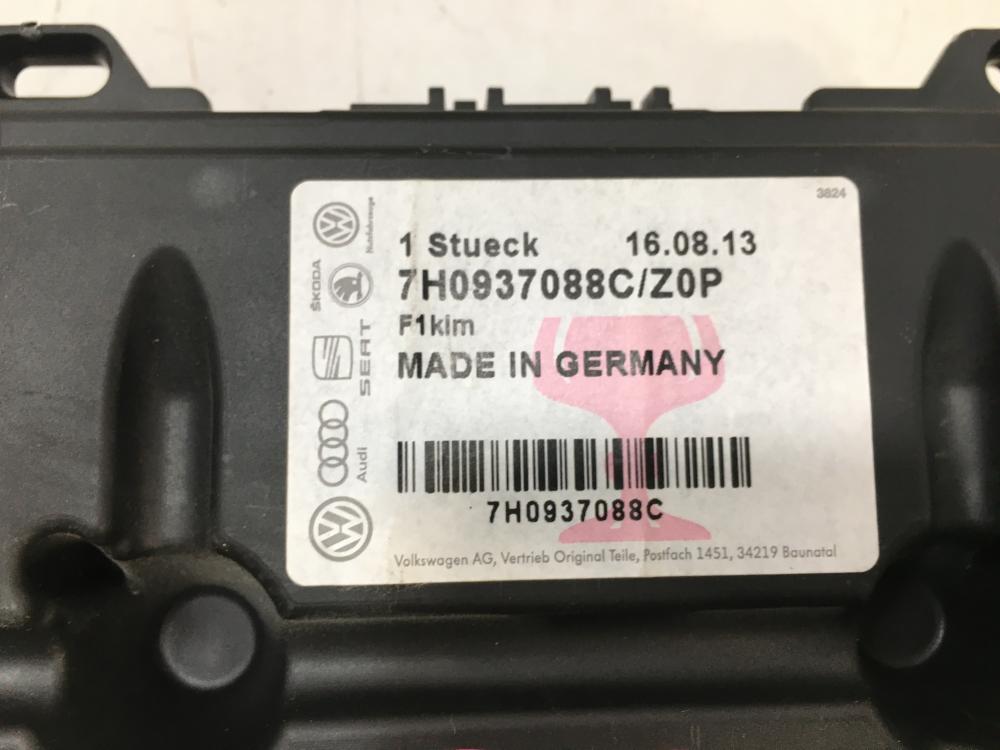 3824
1 Stueck 16.08.13
7H0937088C/Z0P
F1kim
MADE IN GERMANY
7H0937088C
Volkswagen AG, Vertrieb Original Teile, Postfach 1451, 34219 Baunatal
Nutzfahrzeuge
ŠKODA
SEAT
Audi